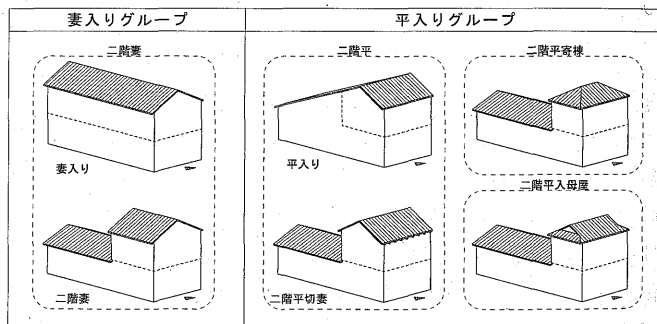 妻入りグループ
平入りグループ
二階妻
二階平
二階平寄棟
妻入り
平入り
二階平入母屋
二階妻
二階平切妻